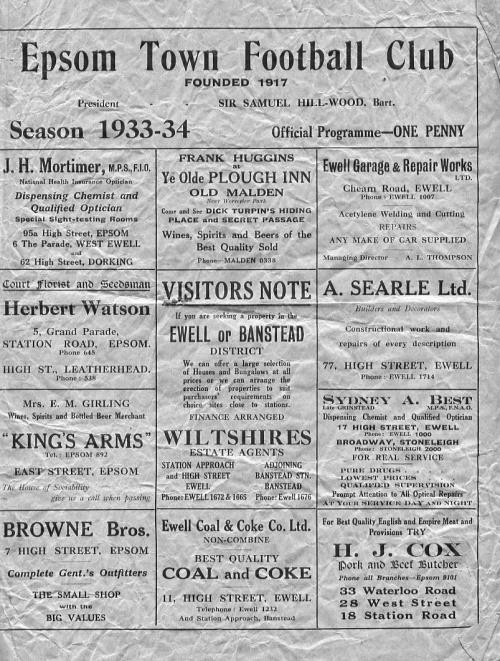 Epsom Town Football Club
FOUNDED 1917
President - - SIR SAMUEL HILL-WOOD, Bart.
Season 1933-34 Official Programme—ONE PENNY
J. H. Mortimer, M.P.S., F.I.O.
National Health Insurance Optician
Dispensing Chemist and
Qualified Optician
Special Sight-testing Rooms
95a High Street, EPSOM
6 The Parade, WEST EWELL
and
62 High Street, DORKING
FRANK HUGGINS
at
Ye Olde PLOUGH INN
OLD MALDEN
Near Worcester Park
Come and See DICK TURPIN'S HIDING
PLACE and SECRET PASSAGE
Wines, Spirits and Beers of the
Best Quality Sold
Phone—MALDEN 0338
Ewell Garage & Repair Works
LTD.
Cheam Road, EWELL
Phone: EWELL 1007
Acetylene Welding and Cutting
REPAIRS
ANY MAKE OF CAR SUPPLIED
Managing Director A. L. THOMPSON
Court Florist and Seedsman
Herbert Watson
5, Grand Parade,
STATION ROAD, EPSOM.
Phone 645
HIGH ST., LEATHERHEAD.
Phone: 538
VISITORS NOTE
If you are seeking a property in the
EWELL or BANSTEAD
DISTRICT
We can offer a large selection
of Houses and Bungalows at all
prices or we can arrange the
erection of properties to suit
purchasers' requirements on
choice sites close to stations.
FINANCE ARRANGED
WILTSHIRES
ESTATE AGENTS
STATION APPROACH
and HIGH STREET
EWELL
Phone: EWELL 1672 & 1665
ADJOINING
BANSTEAD STN.
BANSTEAD
Phone: Ewell 1676
A. SEARLE Ltd.
Builders and Decorators
Constructional work and
repairs of every description
77, HIGH STREET, EWELL
Phone: EWELL 1714
Mrs. E. M. GIRLING
Wines, Spirits and Bottled Beer Merchant
"KING'S ARMS"
Tel.: EPSOM 892
EAST STREET, EPSOM
The House of Sociability
give us a call when passing
SYDNEY A. BEST
Late GRINSTEAD M.P.S., F.N.A.O.
Dispensing Chemist and Qualified Optician
17 HIGH STREET, EWELL
Phone: EWELL 1000
BROADWAY, STONELEIGH
Phone: STONELEIGH 2000
FOR REAL SERVICE
PURE DRUGS
LOWEST PRICES
QUALIFIED SUPERVISION
Prompt Attention to All Optical Repairs
AT YOUR SERVICE DAY AND NIGHT
BROWNE Bros.
7 HIGH STREET, EPSOM
Complete Gent.'s Outfitters
THE SMALL SHOP
with the
BIG VALUES
Ewell Coal & Coke Co. Ltd.
NON-COMBINE
BEST QUALITY
COAL and COKE
11, HIGH STREET, EWELL
Telephone: Ewell 1232
And Station Approach, Banstead
For Best Quality English and Empire Meat and
Provisions TRY
H. J. COX
Pork and Beef Butcher
Phone all Branches—Epsom 9101
33 Waterloo Road
28 West Street
18 Station Road